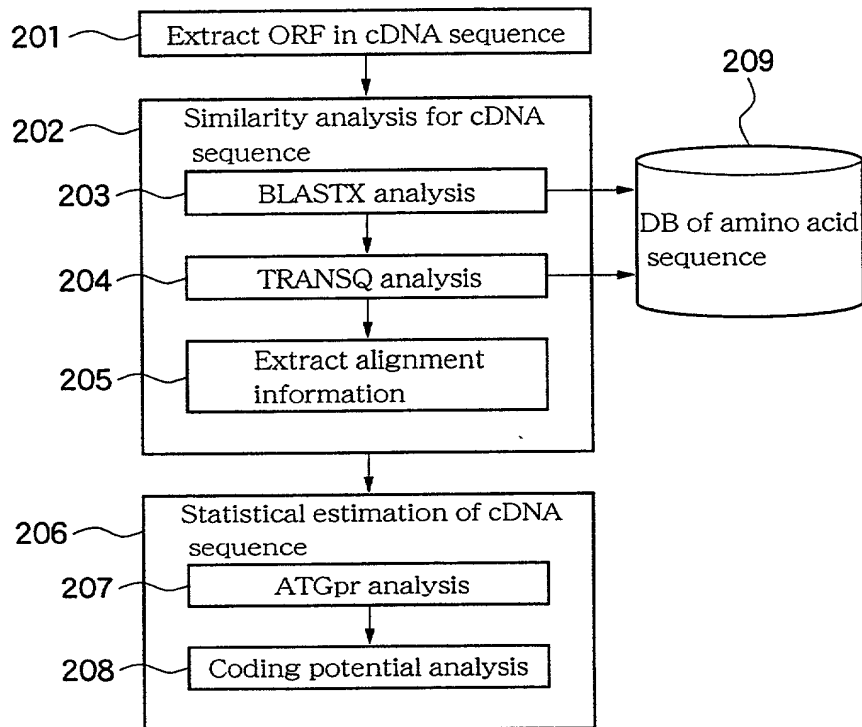 201
Extract ORF in cDNA sequence
209
202
Similarity analysis for cDNA
sequence
203
BLASTX analysis
DB of amino acid
sequence
204
TRANSQ analysis
205
Extract alignment
information
206
Statistical estimation of cDNA
sequence
207
ATGpr analysis
208
Coding potential analysis